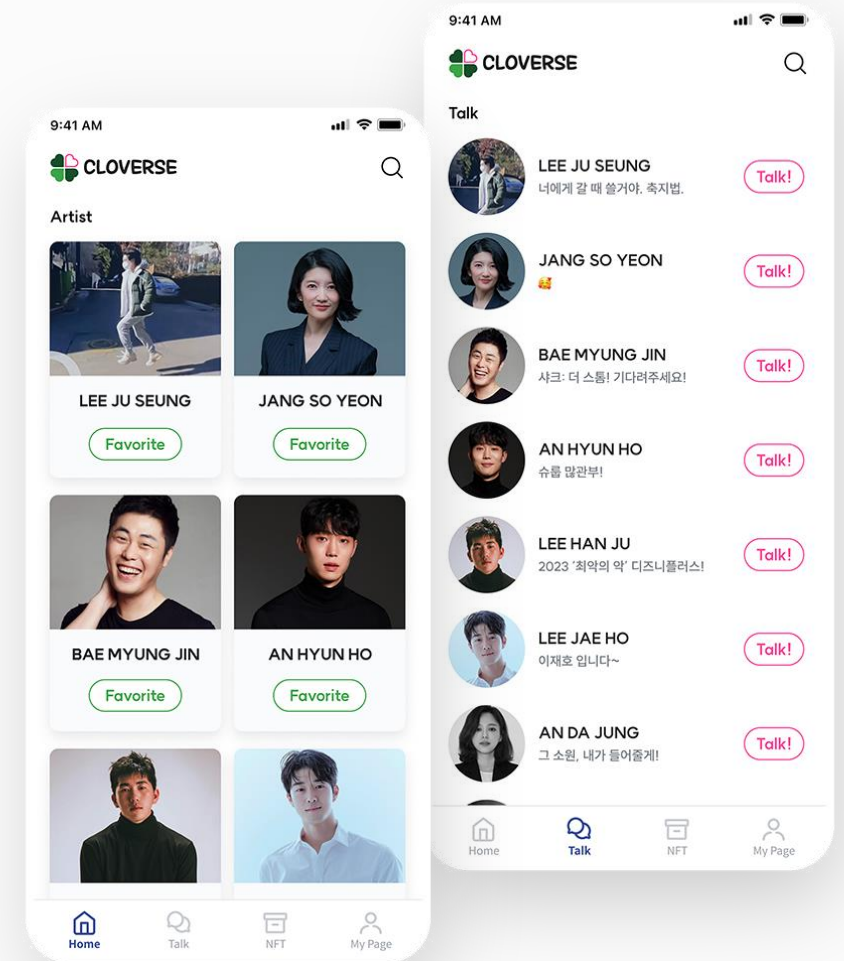 9:41 AM
CLOVERSE
Artist
LEE JU SEUNG
JANG SO YEON
Favorite
Favorite
BAE MYUNG JIN
AN HYUN HO
Favorite
Favorite
Home
Talk
NFT
My Page
9:41 AM
CLOVERSE
Talk
LEE JU SEUNG
너에게 갈 때 쓸거야. 축지법.
Talk!
JANG SO YEON
🥰
Talk!
BAE MYUNG JIN
샤크: 더 스톰! 기다려주세요!
Talk!
AN HYUN HO
슈룹 많관부!
Talk!
LEE HAN JU
2023 '최악의 악' 디즈니플러스!
Talk!
LEE JAE HO
이재호 입니다~
Talk!
AN DA JUNG
그 소원, 내가 들어줄게!
Talk!
Home
Talk
NFT
My Page